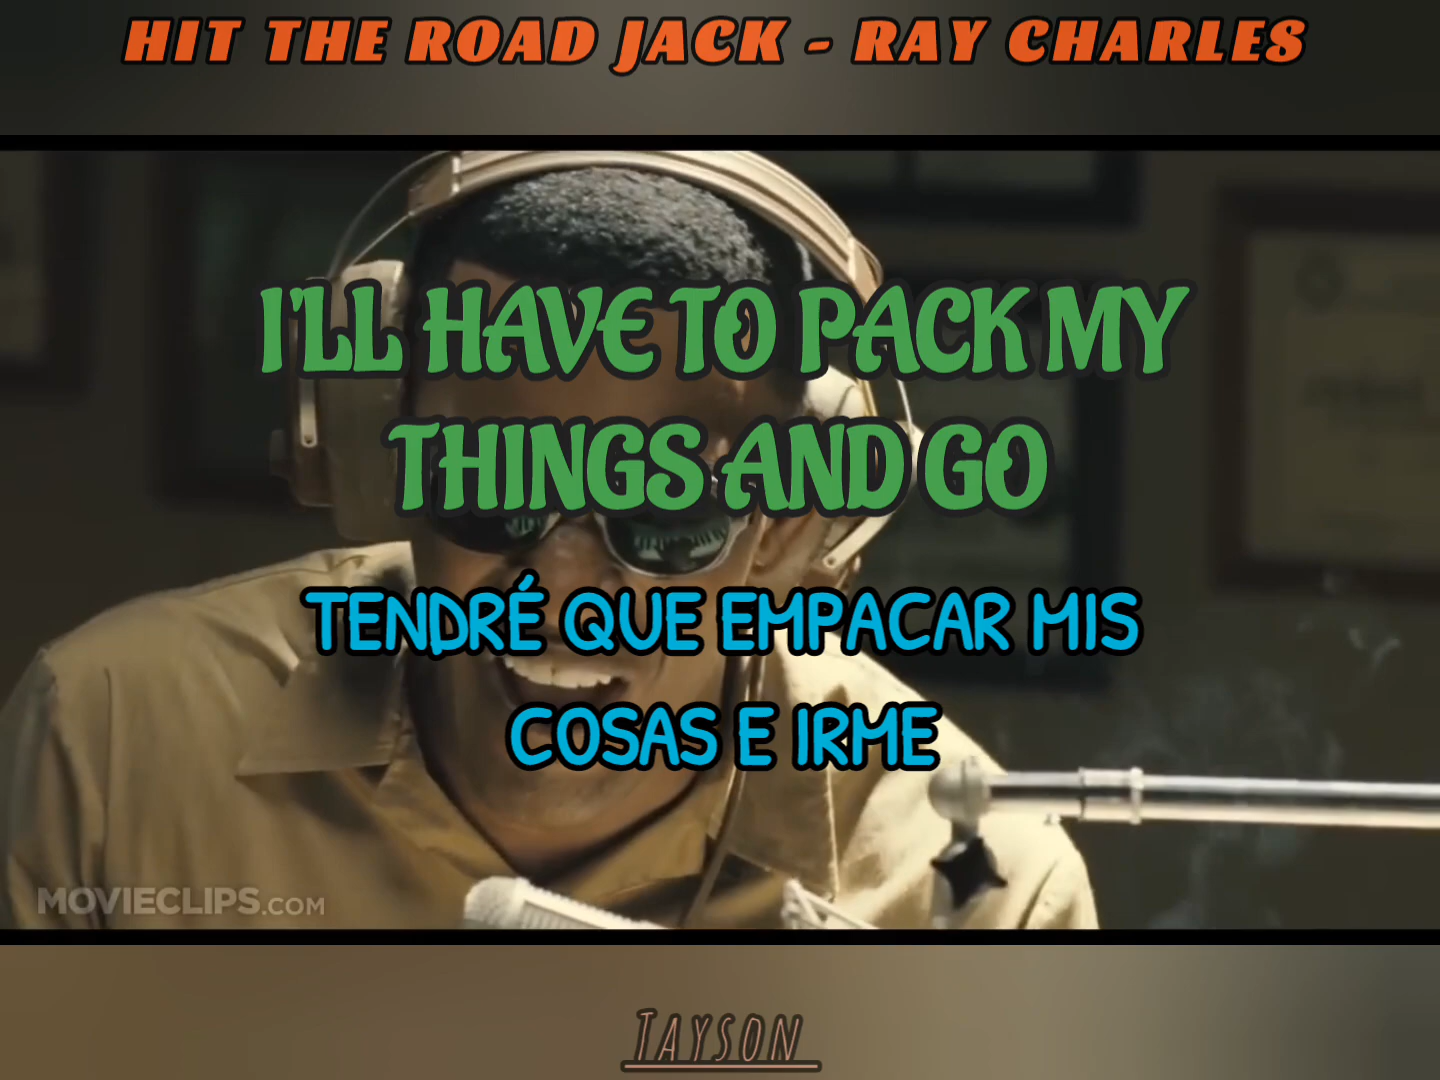 HIT THE ROAD JACK - RAY CHARLES
I'LL HAVE TO PACK MY
THINGS AND GO
TENDRÉ QUE EMPACAR MIS
COSAS E IRME
MOVIECLIPS.COM
TAYSON